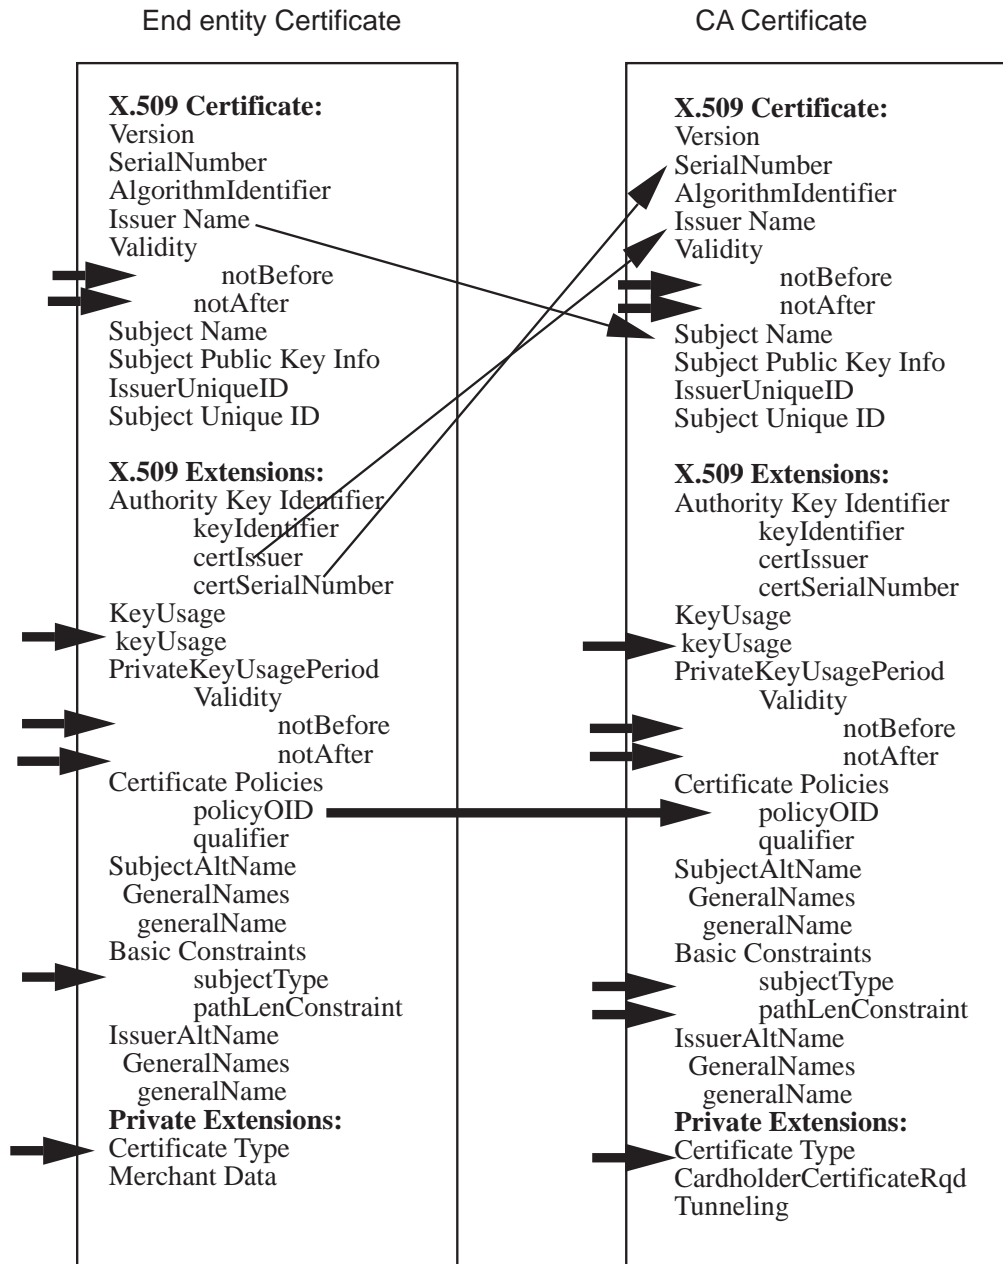 End entity Certificate
X.509 Certificate:
Version
SerialNumber
AlgorithmIdentifier
Issuer Name
Validity
notBefore
notAfter
Subject Name
Subject Public Key Info
IssuerUniqueID
Subject Unique ID
X.509 Extensions:
Authority Key Identifier
keyIdentifier
certIssuer
certSerialNumber
KeyUsage
keyUsage
PrivateKeyUsagePeriod
Validity
notBefore
notAfter
Certificate Policies
policyOID
qualifier
SubjectAltName
GeneralNames
generalName
Basic Constraints
subjectType
pathLenConstraint
IssuerAltName
GeneralNames
generalName
Private Extensions:
Certificate Type
Merchant Data
CA Certificate
X.509 Certificate:
Version
SerialNumber
AlgorithmIdentifier
Issuer Name
Validity
notBefore
notAfter
Subject Name
Subject Public Key Info
IssuerUniqueID
Subject Unique ID
X.509 Extensions:
Authority Key Identifier
keyIdentifier
certIssuer
certSerialNumber
KeyUsage
keyUsage
PrivateKeyUsagePeriod
Validity
notBefore
notAfter
Certificate Policies
policyOID
qualifier
SubjectAltName
GeneralNames
generalName
Basic Constraints
subjectType
pathLenConstraint
IssuerAltName
GeneralNames
generalName
Private Extensions:
Certificate Type
CardholderCertificateRqd
Tunneling